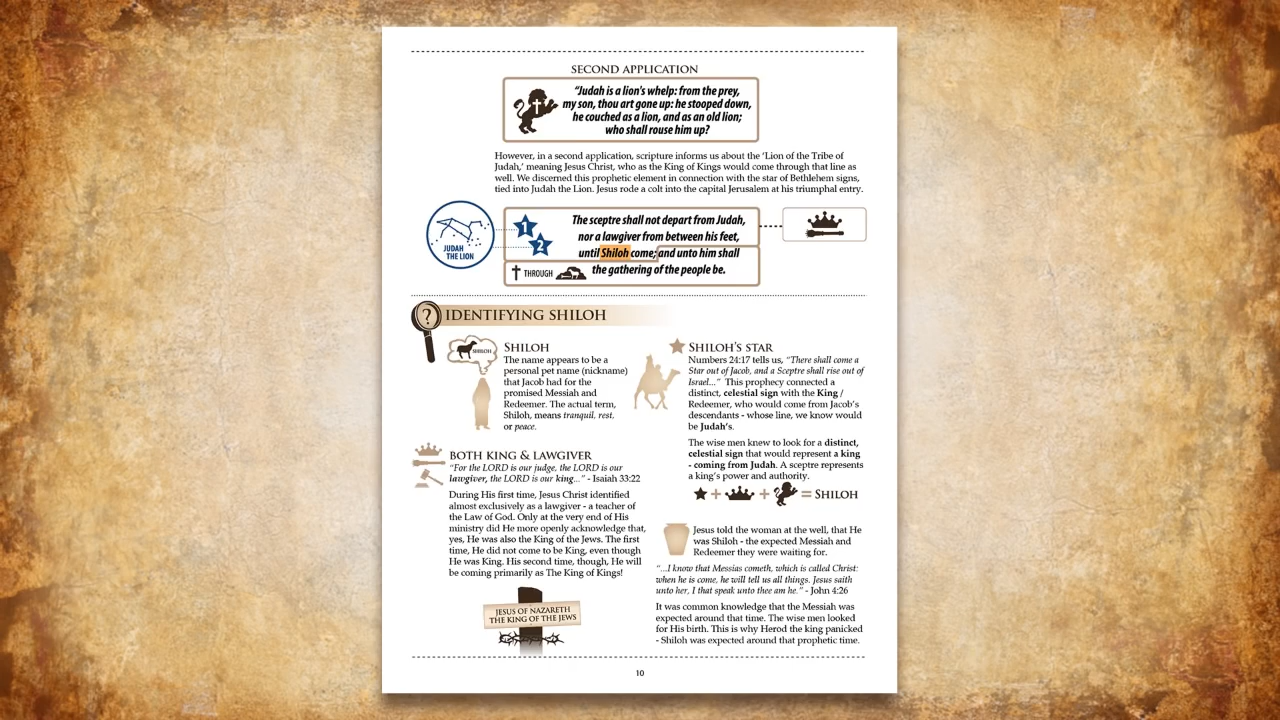 SECOND APPLICATION
“Judah is a lion's whelp: from the prey,
my son, thou art gone up: he stooped down,
he couched as a lion, and as an old lion;
who shall rouse him up?
However, in a second application, scripture informs us about the ‘Lion of the Tribe of
Judah,’ meaning Jesus Christ, who as the King of Kings would come through that line as
well. We discerned this prophetic element in connection with the star of Bethlehem signs,
tied into Judah the Lion. Jesus rode a colt into the capital Jerusalem at his triumphal entry.
JUDAH
THE LION
1
2
The sceptre shall not depart from Judah,
nor a lawgiver from between his feet,
until Shiloh come; and unto him shall
the gathering of the people be.
THROUGH
? IDENTIFYING SHILOH
SHILOH
SHILOH
The name appears to be a
personal pet name (nickname)
that Jacob had for the
promised Messiah and
Redeemer. The actual term,
Shiloh, means tranquil, rest,
or peace.
BOTH KING & LAWGIVER
“For the LORD is our judge, the LORD is our
lawgiver, the LORD is our king...” - Isaiah 33:22
During His first time, Jesus Christ identified
almost exclusively as a lawgiver - a teacher of
the Law of God. Only at the very end of His
ministry did He more openly acknowledge that,
yes, He was also the King of the Jews. The first
time, He did not come to be King, even though
He was King. His second time, though, He will
be coming primarily as The King of Kings!
JESUS OF NAZARETH
THE KING OF THE JEWS
SHILOH'S STAR
Numbers 24:17 tells us, “There shall come a
Star out of Jacob, and a Sceptre shall rise out of
Israel...” This prophecy connected a
distinct, celestial sign with the King /
Redeemer, who would come from Jacob's
descendants - whose line, we know would
be Judah's.
The wise men knew to look for a distinct,
celestial sign that would represent a king
- coming from Judah. A sceptre represents
a king's power and authority.
+ + = SHILOH
Jesus told the woman at the well, that He
was Shiloh - the expected Messiah and
Redeemer they were waiting for.
“...I know that Messias cometh, which is called Christ:
when he is come, he will tell us all things. Jesus saith
unto her, I that speak unto thee am he.” - John 4:26
It was common knowledge that the Messiah was
expected around that time. The wise men looked
for His birth. This is why Herod the king panicked
- Shiloh was expected around that prophetic time.
10